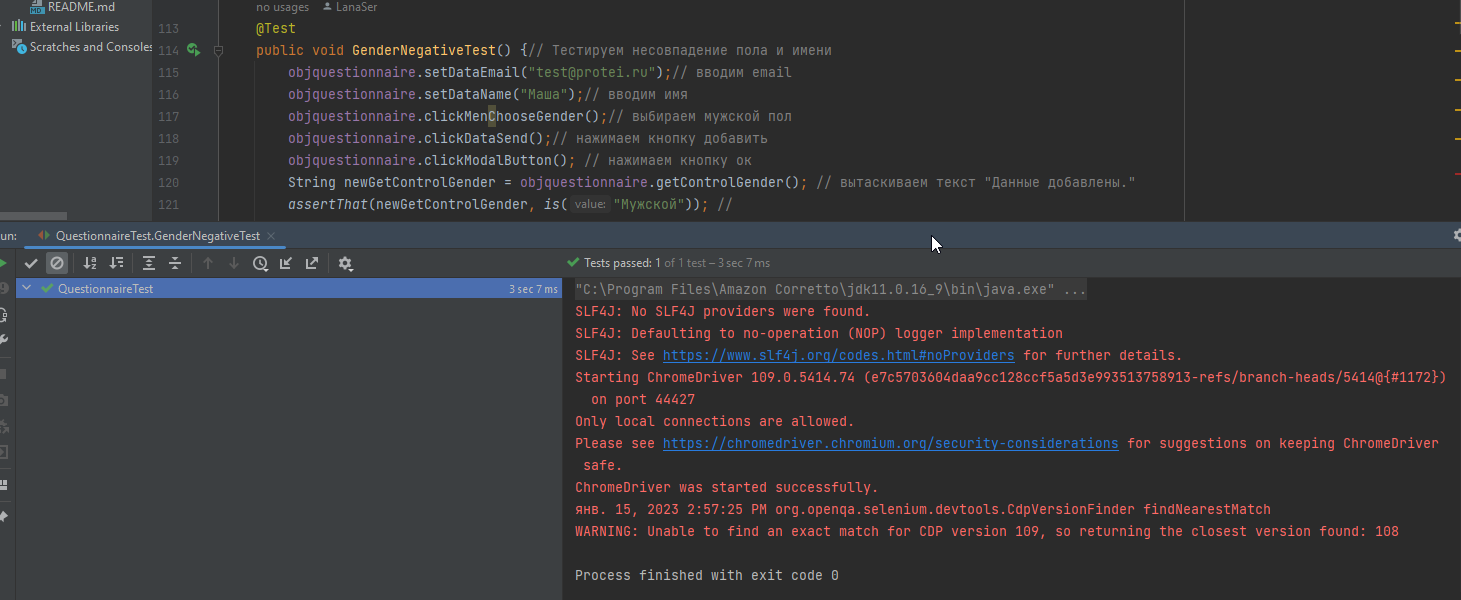 README.md
no usages LanaSer
External Libraries
113 @Test
Scratches and Consoles
114 public void GenderNegativeTest() {// Тестируем несовпадение пола и имени
115 objquestionnaire.setDataEmail("test@protei.ru");// вводим email
116 objquestionnaire.setDataName("Маша");// вводим имя
117 objquestionnaire.clickMenChooseGender();// выбираем мужской пол
118 objquestionnaire.clickDataSend();// нажимаем кнопку добавить
119 objquestionnaire.clickModalButton(); // нажимаем кнопку ок
120 String newGetControlGender = objquestionnaire.getControlGender(); // вытаскиваем текст "Данные добавлены."
121 assertThat(newGetControlGender, is( value: "Мужской")); //
un: QuestionnaireTest.GenderNegativeTest
Tests passed: 1 of 1 test – 3 sec 7 ms
QuestionnaireTest 3 sec 7 ms
"C:\Program Files\Amazon Corretto\jdk11.0.16_9\bin\java.exe" ...
SLF4J: No SLF4J providers were found.
SLF4J: Defaulting to no-operation (NOP) logger implementation
SLF4J: See https://www.slf4j.org/codes.html#noProviders for further details.
Starting ChromeDriver 109.0.5414.74 (e7c5703604daa9cc128ccf5a5d3e993513758913-refs/branch-heads/5414@{#1172})
on port 44427
Only local connections are allowed.
Please see https://chromedriver.chromium.org/security-considerations for suggestions on keeping ChromeDriver
safe.
ChromeDriver was started successfully.
янв. 15, 2023 2:57:25 PM org.openqa.selenium.devtools.CdpVersionFinder findNearestMatch
WARNING: Unable to find an exact match for CDP version 109, so returning the closest version found: 108
Process finished with exit code 0